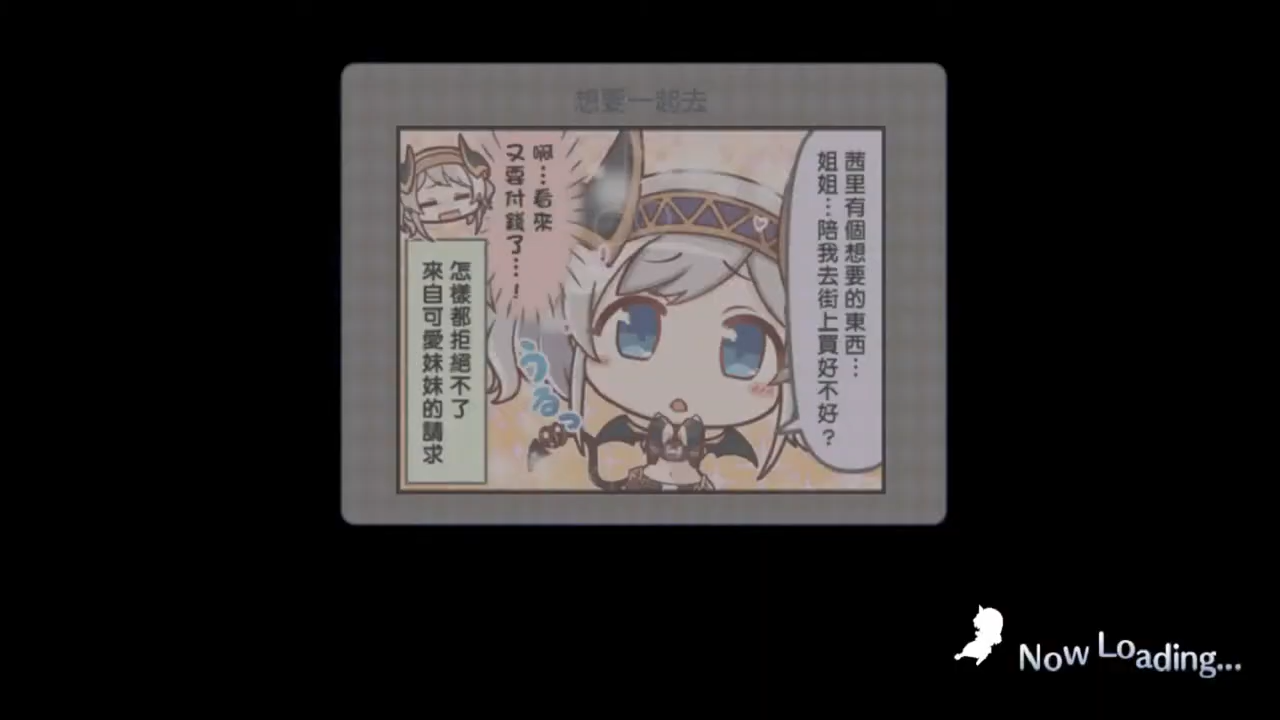 想要一起去
茜里有個想要的東西…
姐姐…陪我去街上買好不好？
啊…看來
又要付錢了…！
うるっ
怎樣都拒絕不了
來自可愛妹妹的請求
Now Loading...